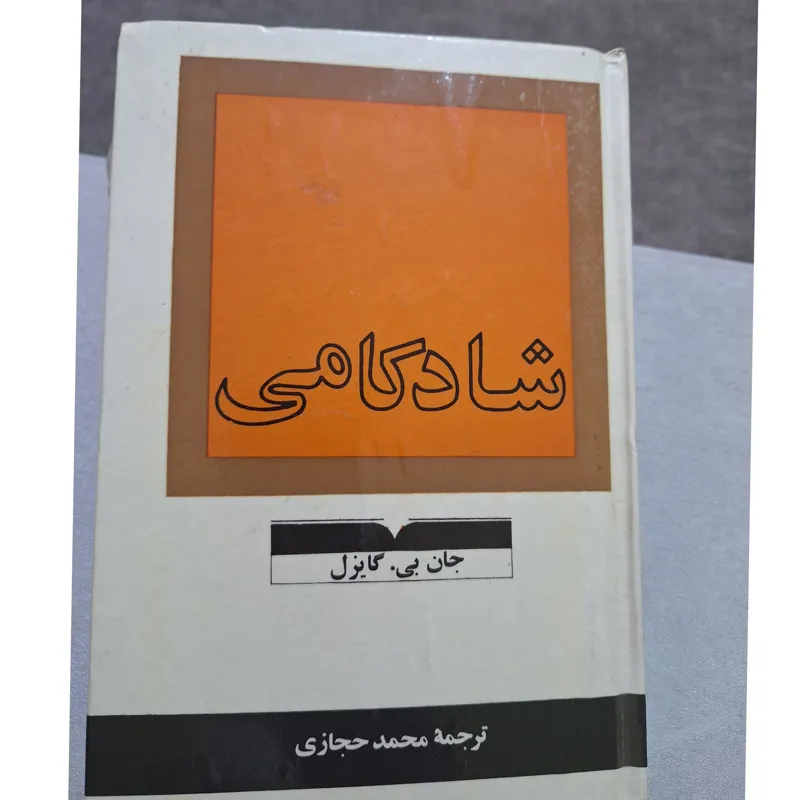 شادکامی
جان بی. گایزل
ترجمهٔ محمد حجازی